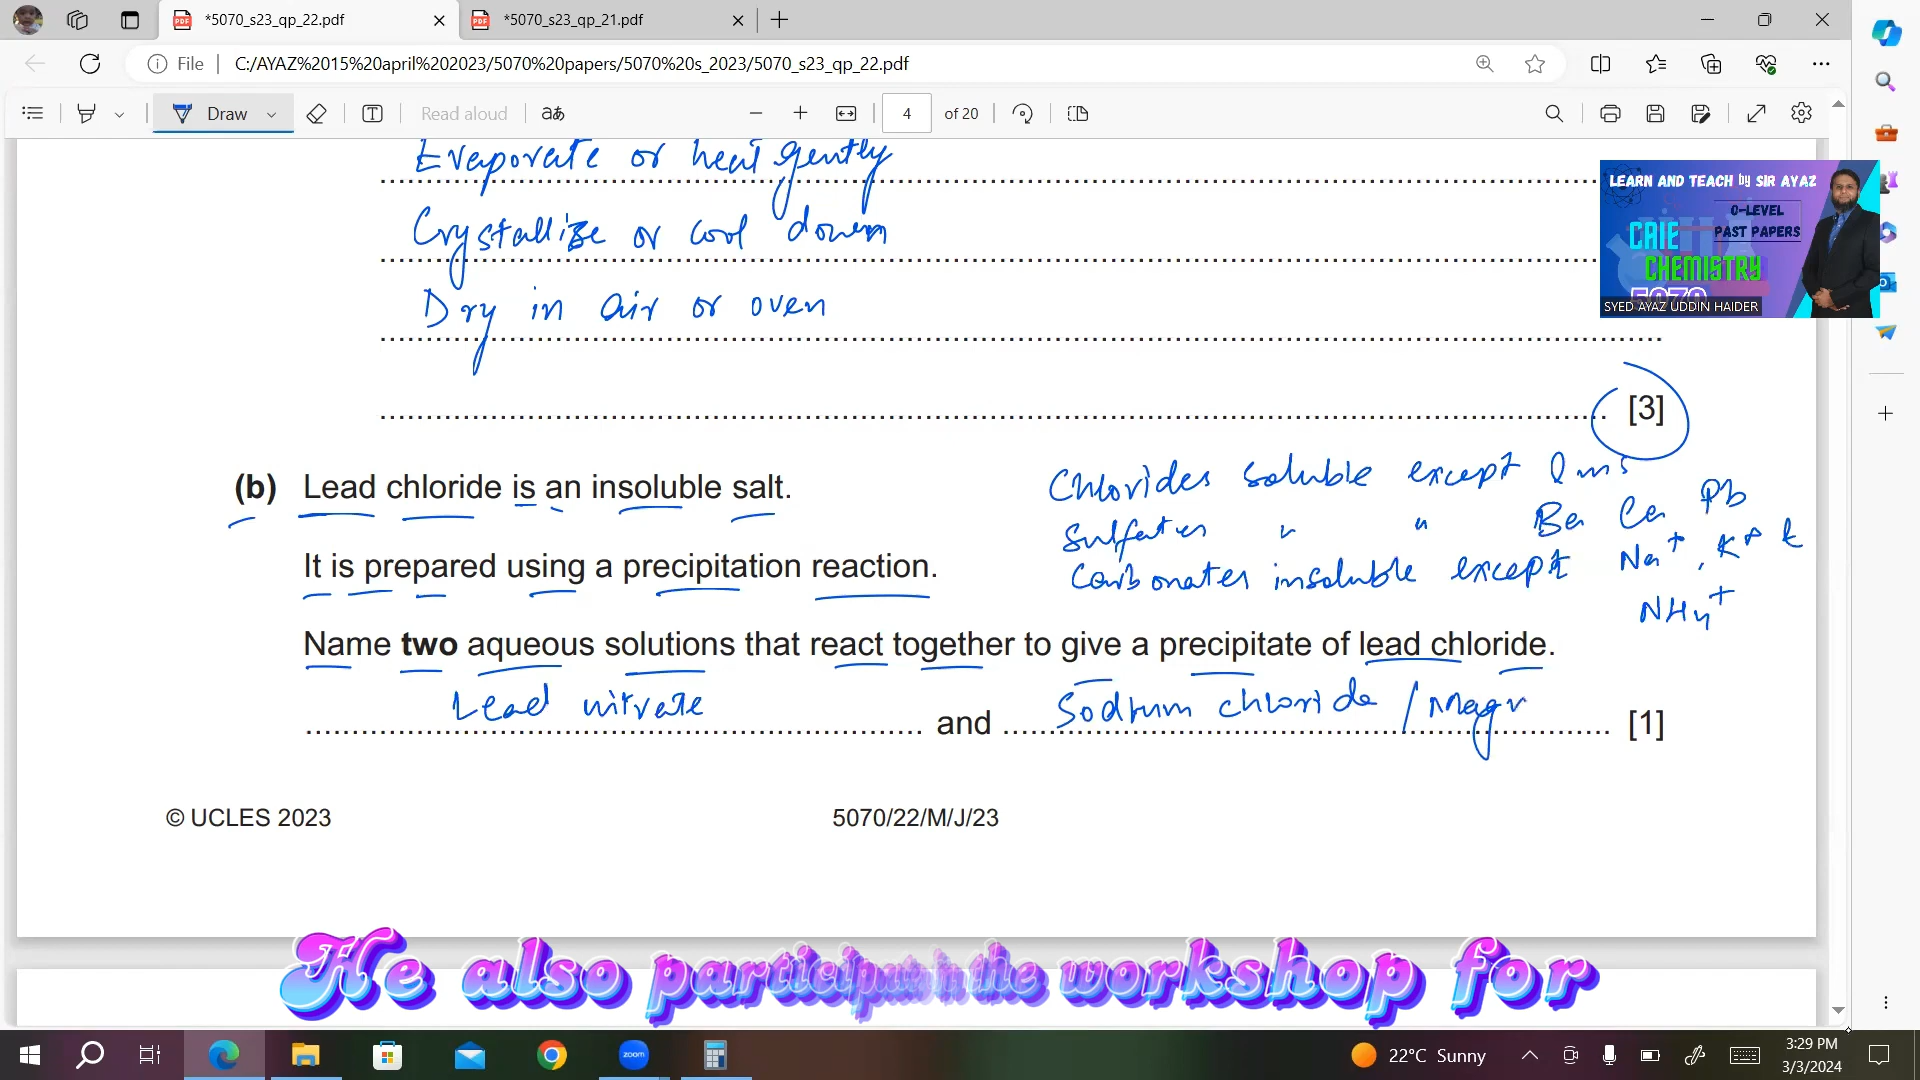 *5070_s23_qp_22.pdf
*5070_s23_qp_21.pdf
File
C:/AYAZ%2015%20april%202023/5070%20papers/5070%20s_2023/5070_s23_qp_22.pdf
Draw
Read aloud
4 of 20
Evaporate or heat gently
Crystallize or cool down
Dry in air or oven
[3]
LEARN AND TEACH by SIR AYAZ
O-LEVEL
PAST PAPERS
CAIE
CHEMISTRY
5070
SYED AYAZ UDDIN HAIDER
(b) Lead chloride is an insoluble salt.
Chlorides soluble except
Sulfates " " Ba Ca Pb
It is prepared using a precipitation reaction.
Carbonates insoluble except Na+, K+ &
NH4+
Name two aqueous solutions that react together to give a precipitate of lead chloride.
Lead nitrate and Sodium chloride / Magn [1]
© UCLES 2023
5070/22/M/J/23
He also participate in the workshop for
zoom
22°C Sunny
3:29 PM
3/3/2024